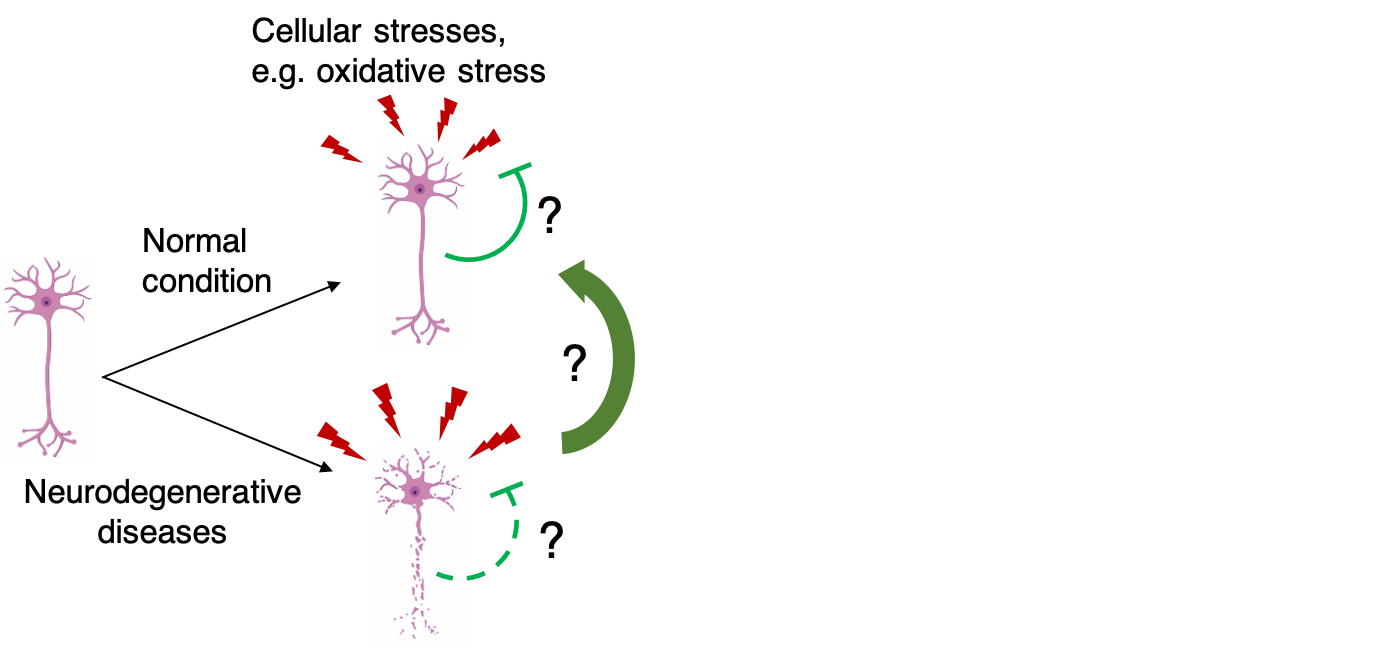 Cellular stresses,
e.g. oxidative stress
?
Normal
condition
?
Neurodegenerative
diseases
?